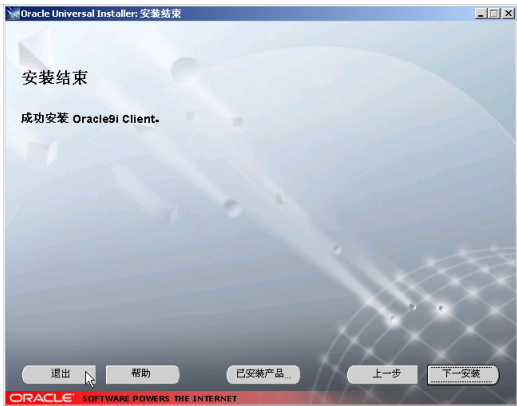 Oracle Universal Installer: 安装结束
安装结束
成功安装 Oracle9i Client。
退出
帮助
已安装产品...
上一步
下一安装
ORACLE SOFTWARE POWERS THE INTERNET